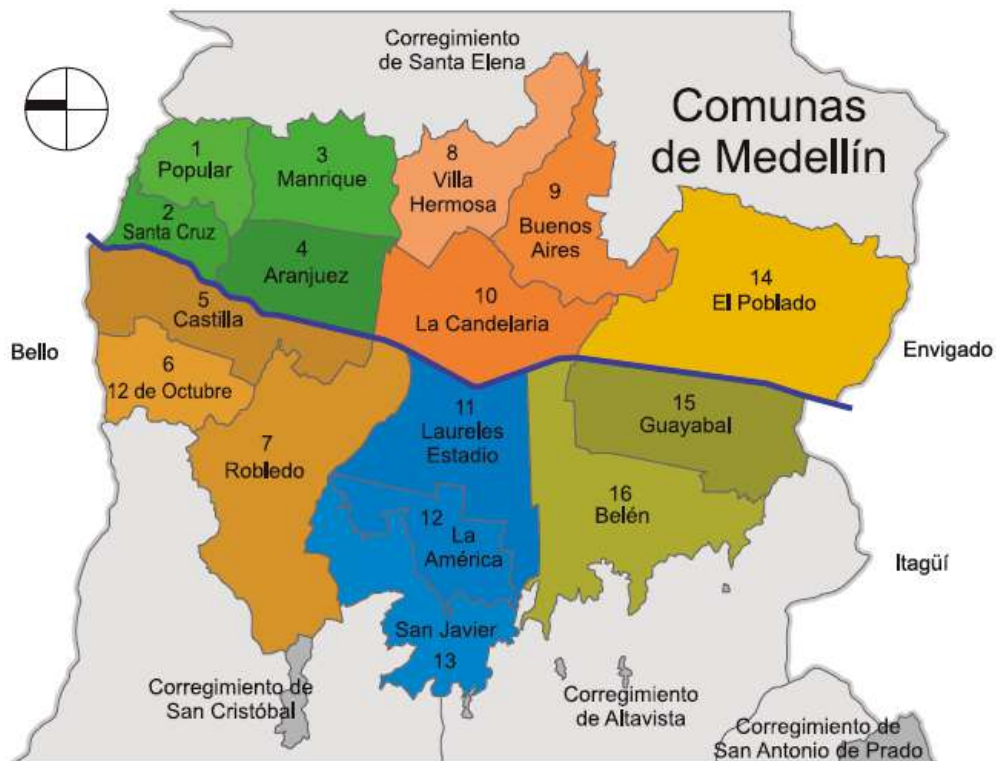 Corregimiento
de Santa Elena
Comunas
de Medellín
1
Popular
3
Manrique
8
Villa
Hermosa
9
Buenos
Aires
2
Santa Cruz
4
Aranjuez
14
El Poblado
10
La Candelaria
5
Castilla
Bello
Envigado
6
12 de Octubre
11
Laureles
Estadio
15
Guayabal
7
Robledo
16
Belén
12
La
América
Itagüí
San Javier
13
Corregimiento de
San Cristóbal
Corregimiento
de Altavista
Corregimiento de
San Antonio de Prado